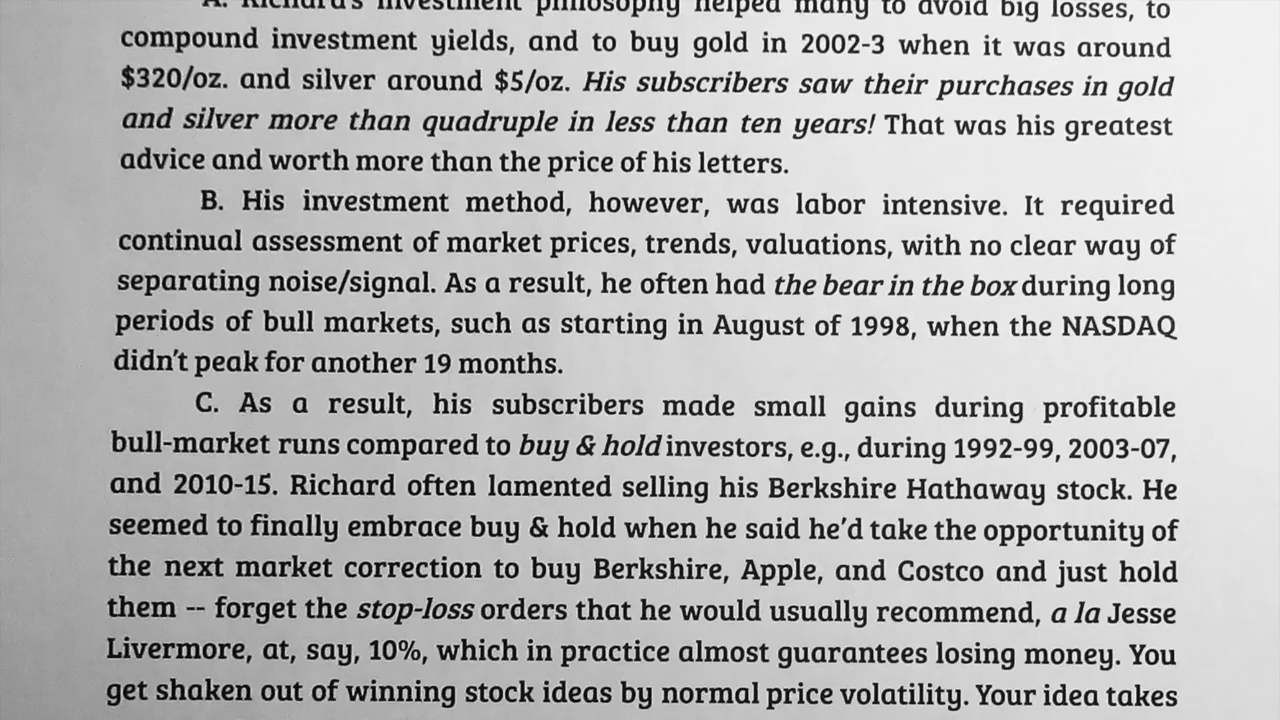 A. Richard's investment philosophy helped many to avoid big losses, to
compound investment yields, and to buy gold in 2002-3 when it was around
$320/oz. and silver around $5/oz. His subscribers saw their purchases in gold
and silver more than quadruple in less than ten years! That was his greatest
advice and worth more than the price of his letters.
B. His investment method, however, was labor intensive. It required
continual assessment of market prices, trends, valuations, with no clear way of
separating noise/signal. As a result, he often had the bear in the box during long
periods of bull markets, such as starting in August of 1998, when the NASDAQ
didn't peak for another 19 months.
C. As a result, his subscribers made small gains during profitable
bull-market runs compared to buy & hold investors, e.g., during 1992-99, 2003-07,
and 2010-15. Richard often lamented selling his Berkshire Hathaway stock. He
seemed to finally embrace buy & hold when he said he'd take the opportunity of
the next market correction to buy Berkshire, Apple, and Costco and just hold
them -- forget the stop-loss orders that he would usually recommend, a la Jesse
Livermore, at, say, 10%, which in practice almost guarantees losing money. You
get shaken out of winning stock ideas by normal price volatility. Your idea takes